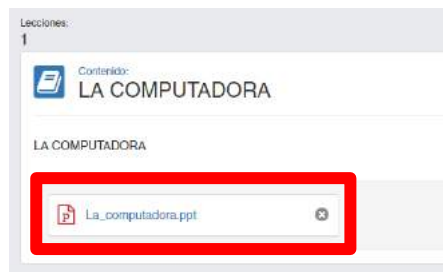 Lecciones:
1
Contenido:
LA COMPUTADORA
LA COMPUTADORA
La_computadora.ppt